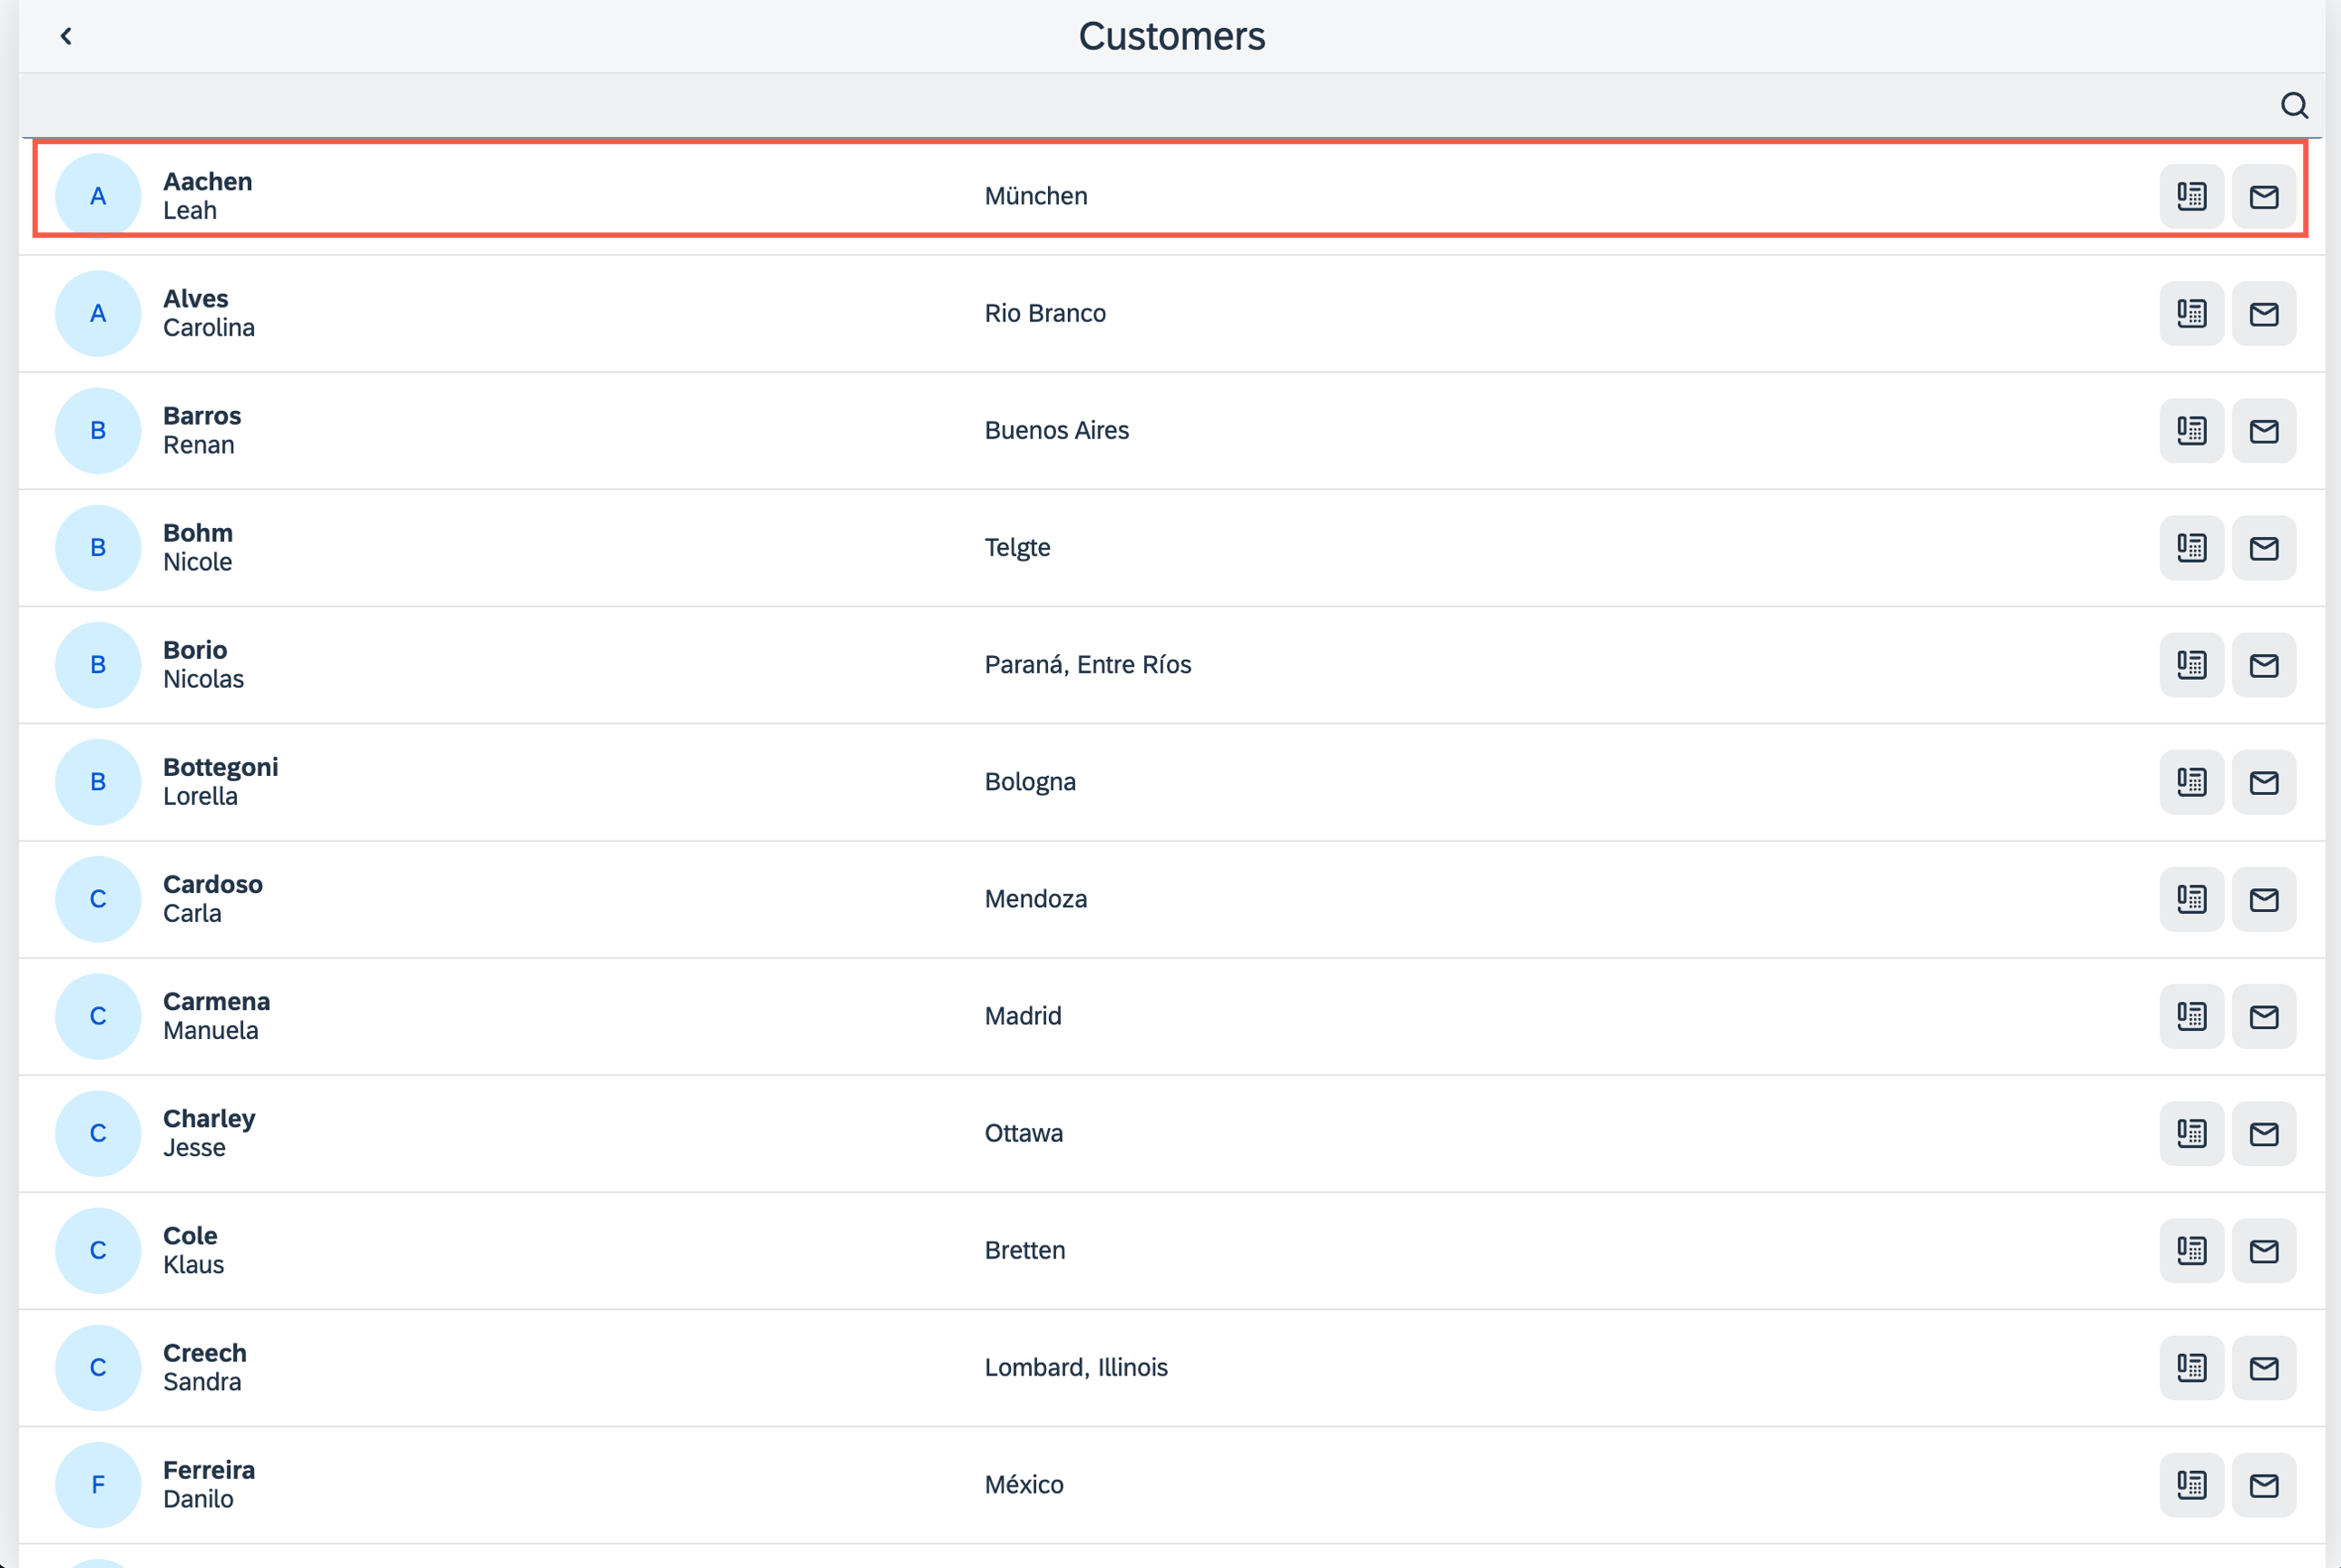 Customers
A
Aachen
Leah
München
A
Alves
Carolina
Rio Branco
B
Barros
Renan
Buenos Aires
B
Bohm
Nicole
Telgte
B
Borio
Nicolas
Paraná, Entre Ríos
B
Bottegoni
Lorella
Bologna
C
Cardoso
Carla
Mendoza
C
Carmena
Manuela
Madrid
C
Charley
Jesse
Ottawa
C
Cole
Klaus
Bretten
C
Creech
Sandra
Lombard, Illinois
F
Ferreira
Danilo
México